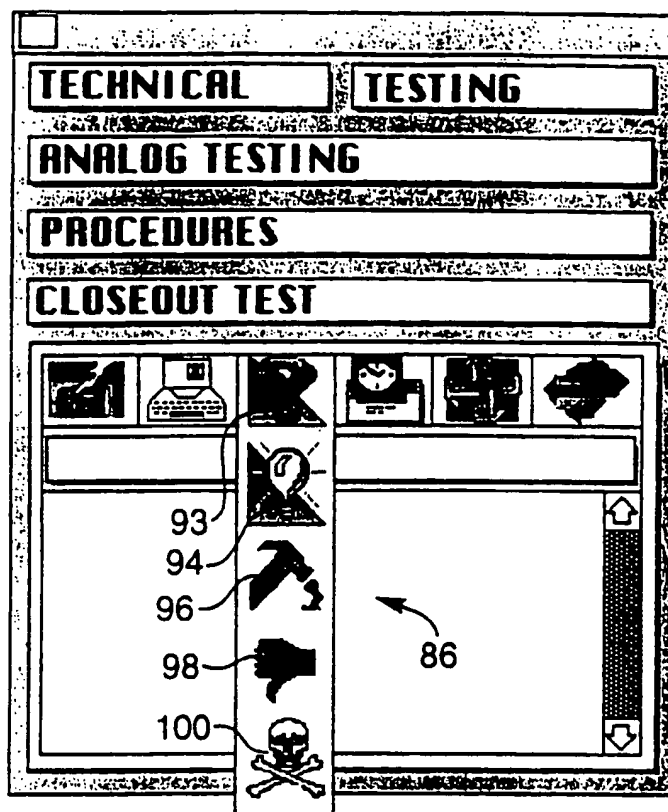 TECHNICAL TESTING
ANALOG TESTING
PROCEDURES
CLOSEOUT TEST
93
94
96
86
98
100